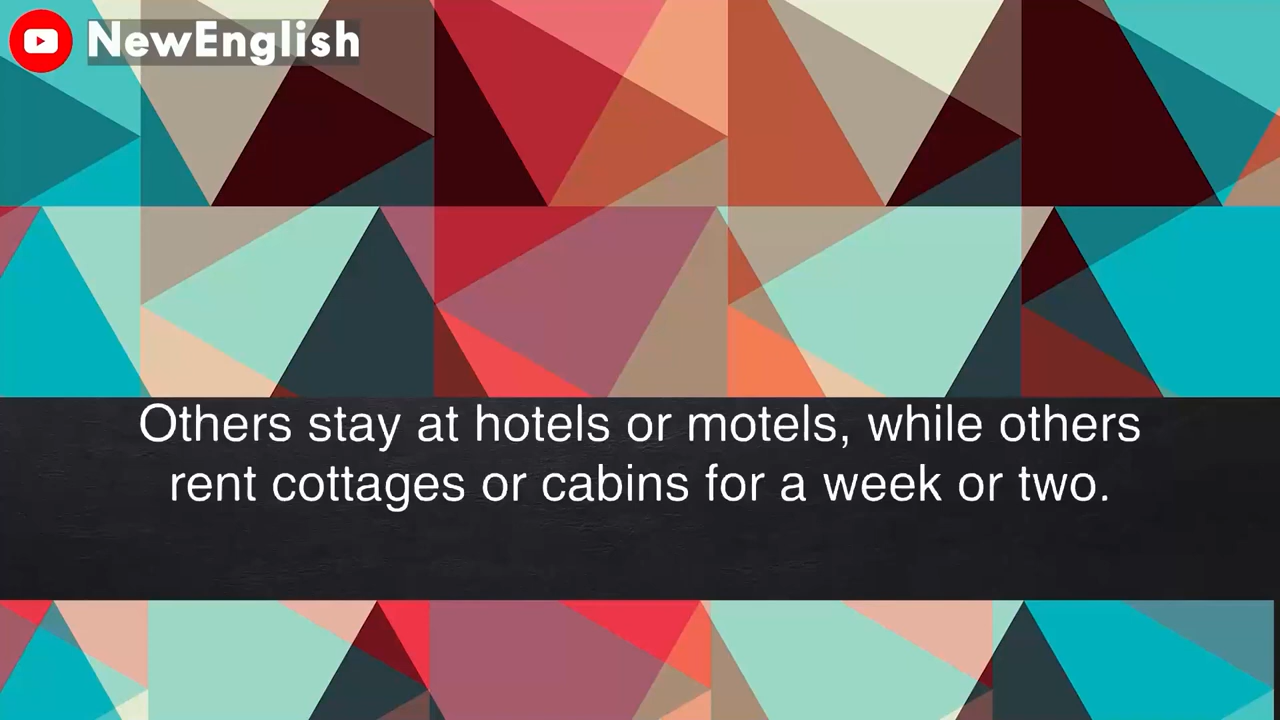 NewEnglish
Others stay at hotels or motels, while others
rent cottages or cabins for a week or two.